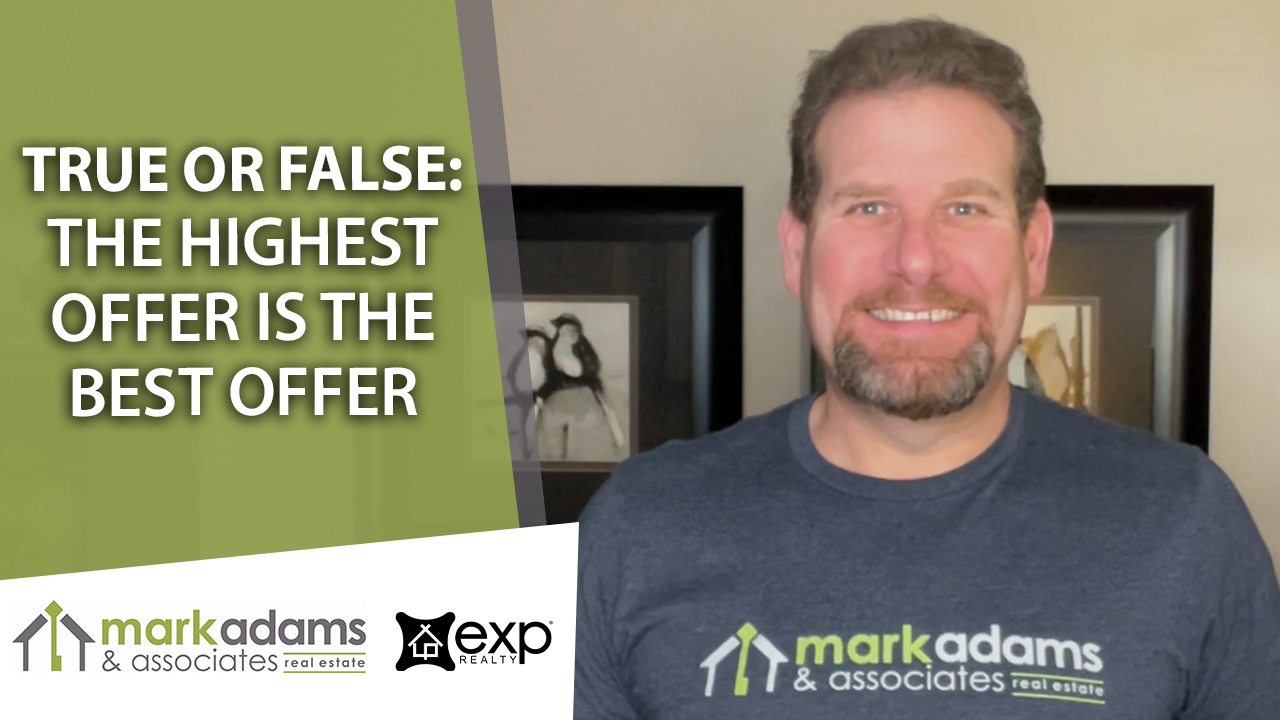 TRUE OR FALSE:
THE HIGHEST
OFFER IS THE
BEST OFFER
markadams
& associates real estate
exp®
REALTY
markadams
& associates real estate